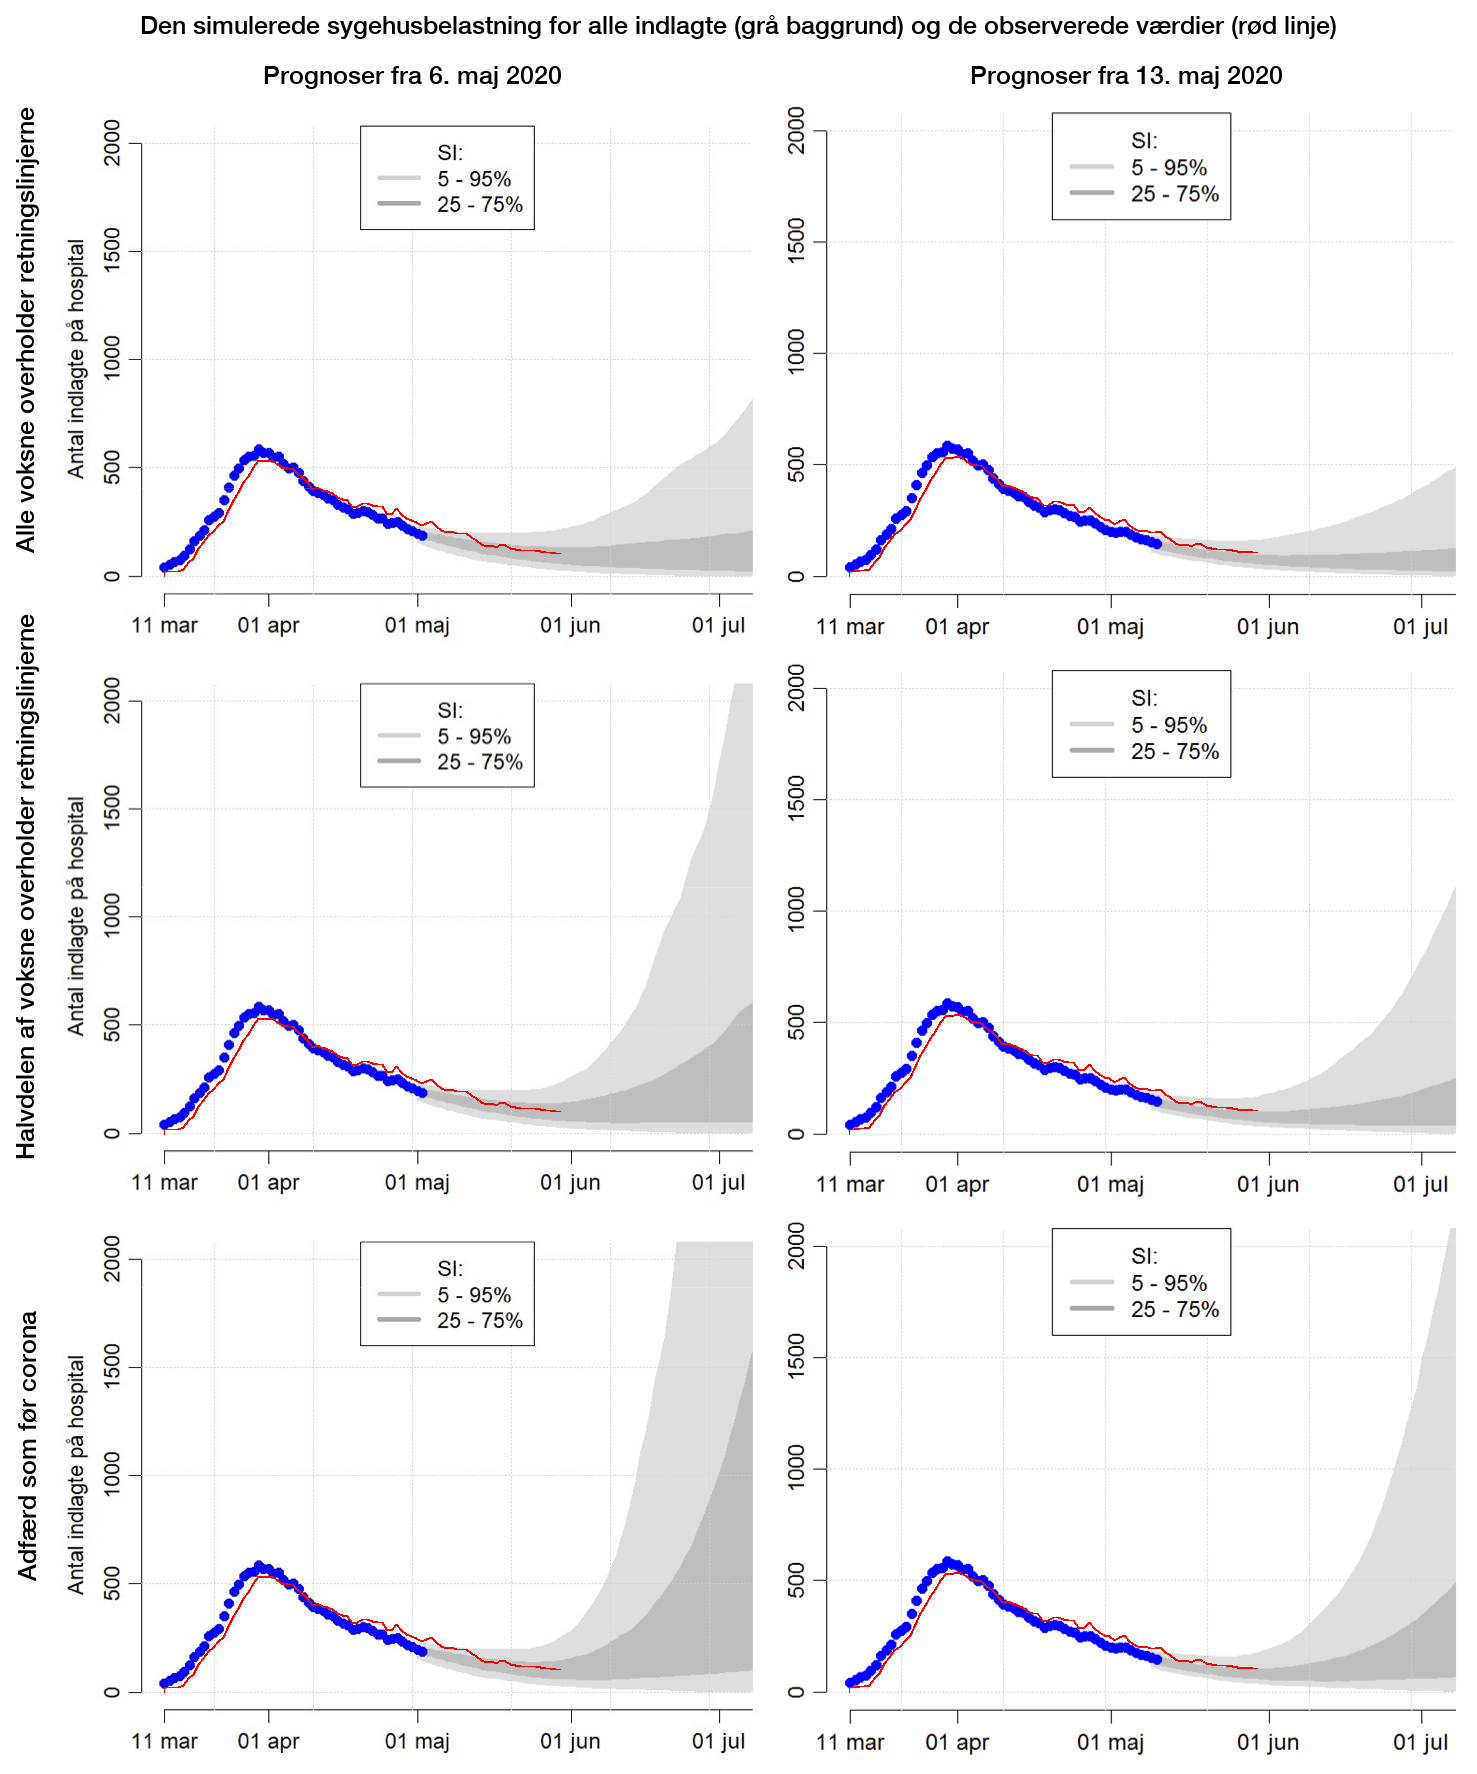 Den simulerede sygehusbelastning for alle indlagte (grå baggrund) og de observerede værdier (rød linje)
Prognoser fra 6. maj 2020
Prognoser fra 13. maj 2020
Alle voksne overholder retningslinjerne
Antal indlagte på hospital
2000
1500
1000
500
0
SI:
5 - 95%
25 - 75%
11 mar
01 apr
01 maj
01 jun
01 jul
2000
1500
1000
500
0
SI:
5 - 95%
25 - 75%
11 mar
01 apr
01 maj
01 jun
01 jul
Halvdelen af voksne overholder retningslinjerne
Antal indlagte på hospital
2000
1500
1000
500
0
SI:
5 - 95%
25 - 75%
11 mar
01 apr
01 maj
01 jun
01 jul
2000
1500
1000
500
0
SI:
5 - 95%
25 - 75%
11 mar
01 apr
01 maj
01 jun
01 jul
Adfærd som før corona
Antal indlagte på hospital
2000
1500
1000
500
0
SI:
5 - 95%
25 - 75%
11 mar
01 apr
01 maj
01 jun
01 jul
2000
1500
1000
500
0
SI:
5 - 95%
25 - 75%
11 mar
01 apr
01 maj
01 jun
01 jul